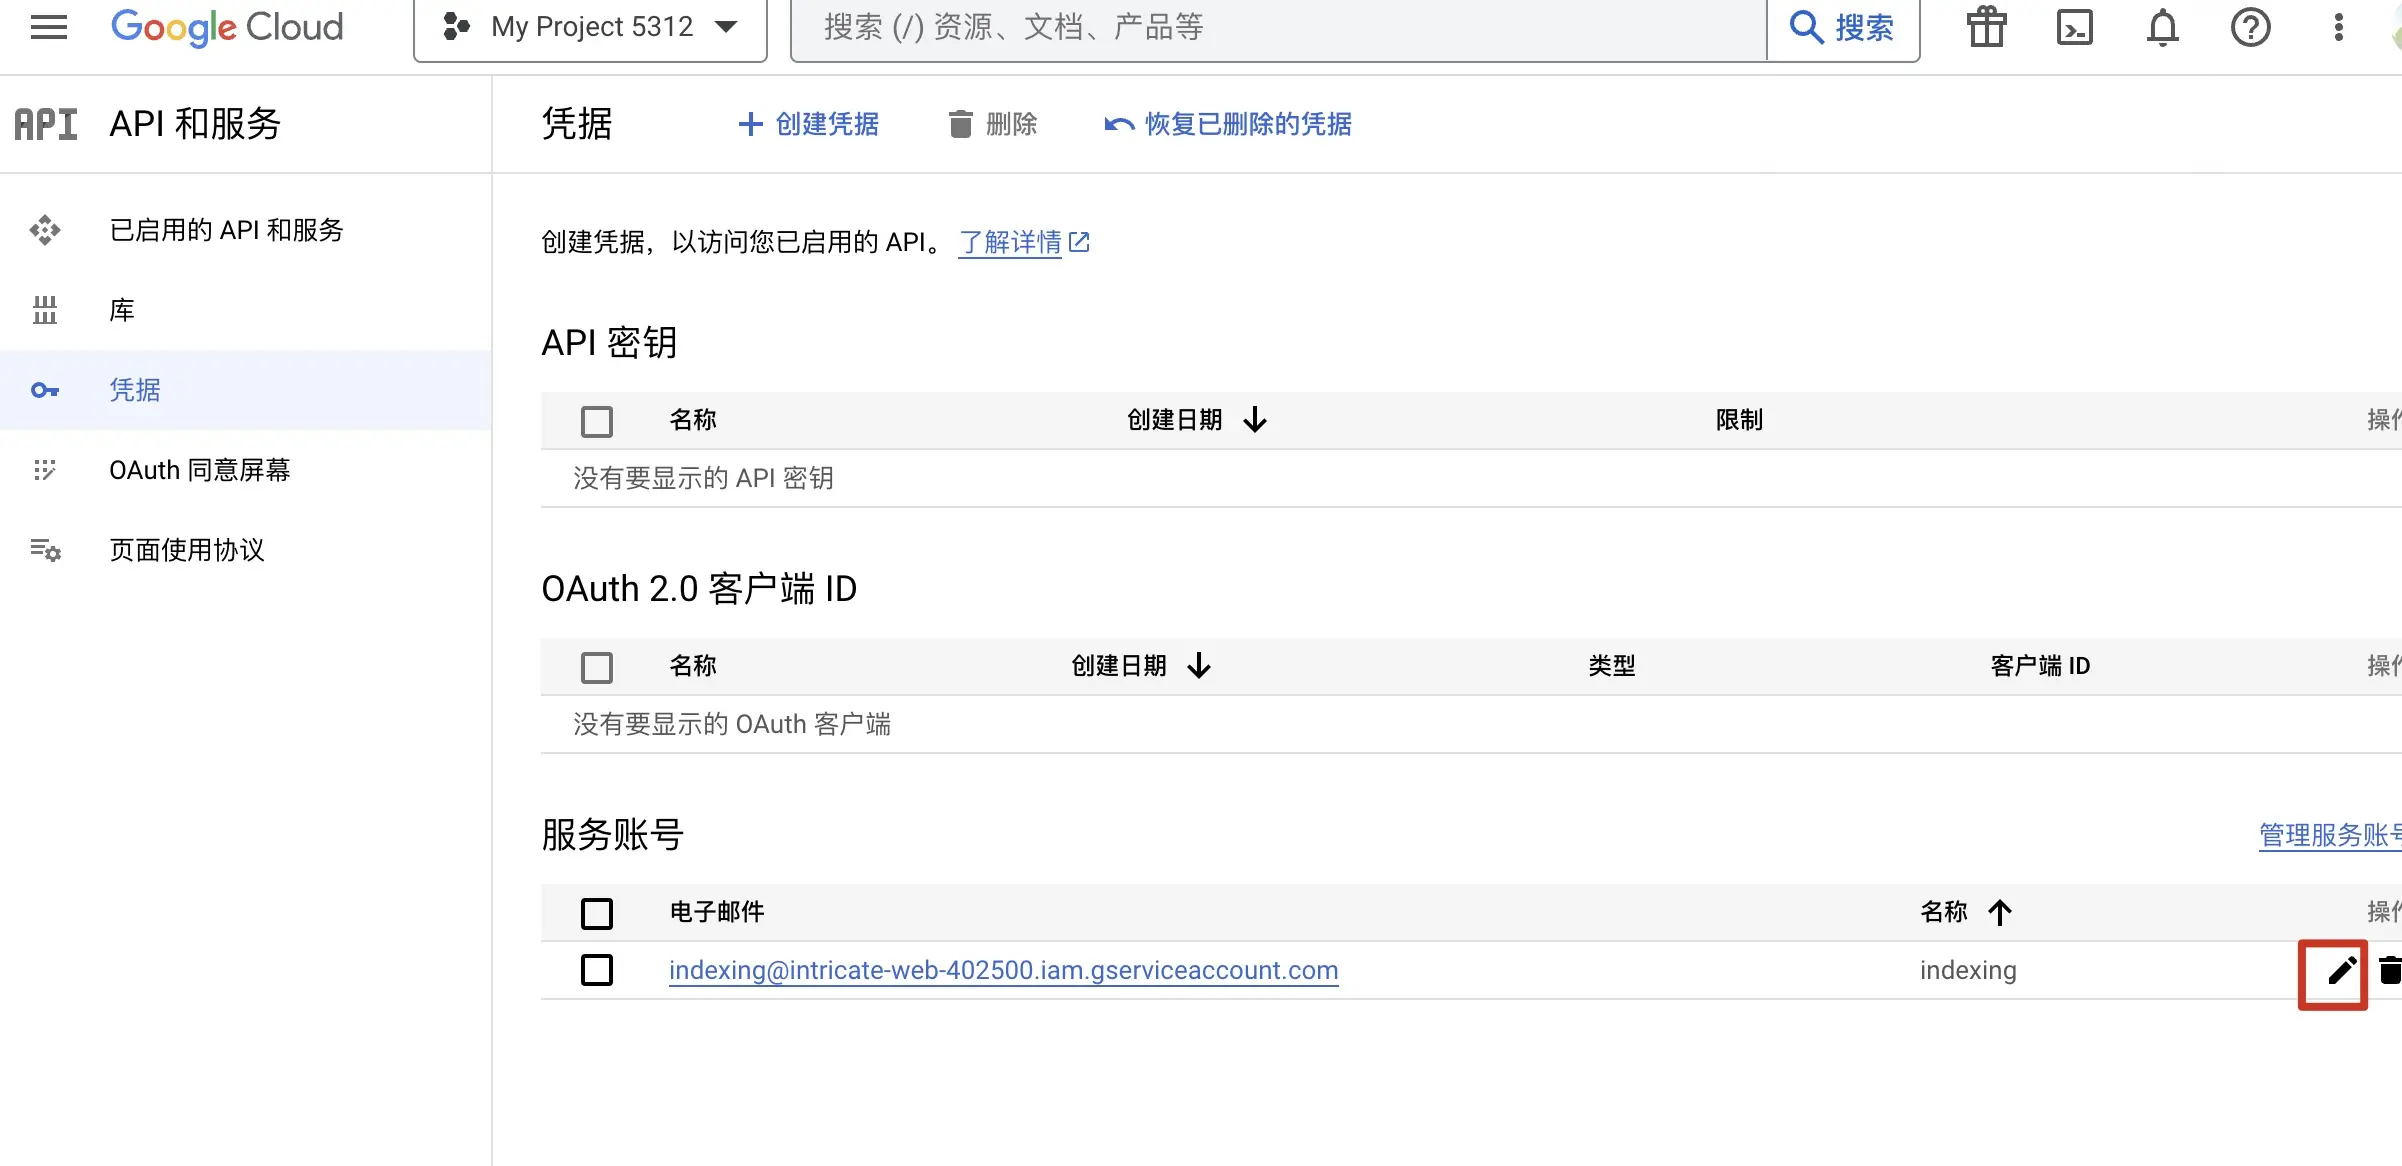 Google Cloud
My Project 5312
搜索 (/) 资源、文档、产品等
搜索
API
API 和服务
凭据
创建凭据
删除
恢复已删除的凭据
已启用的 API 和服务
库
凭据
OAuth 同意屏幕
页面使用协议
创建凭据，以访问您已启用的 API。 了解详情
API 密钥
名称 创建日期 限制 操作
没有要显示的 API 密钥
OAuth 2.0 客户端 ID
名称 创建日期 类型 客户端 ID 操作
没有要显示的 OAuth 客户端
服务账号
管理服务账号
电子邮件 名称 操作
indexing@intricate-web-402500.iam.gserviceaccount.com indexing